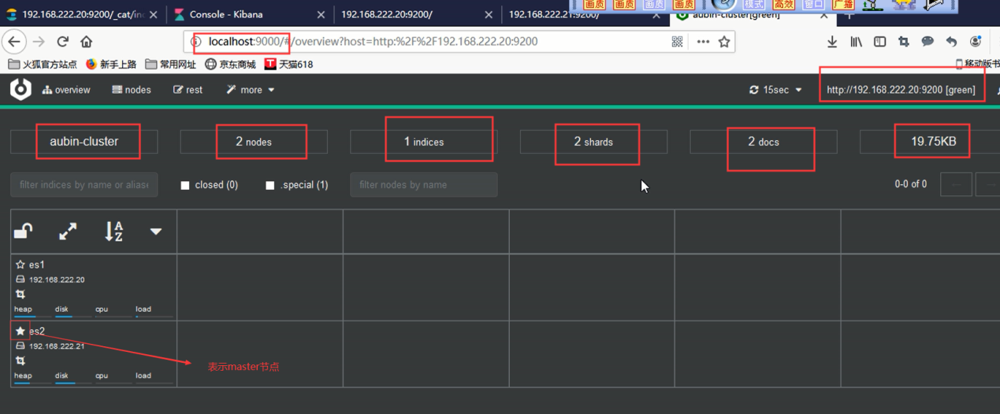 192.168.222.20:9200/_cat/in
Console - Kibana
192.168.222.20:9200/
192.168.222.21:9200/
aubin-cluster[green]
画质 画质 画质 画质 模式 高效 窗口 广播
localhost:9000/#/overview?host=http:%2F%2F192.168.222.20:9200
火狐官方站点 新手上路 常用网址 京东商城 天猫618 移动版书
overview nodes rest more 15sec http://192.168.222.20:9200 [green]
aubin-cluster 2 nodes 1 indices 2 shards 2 docs 19.75KB
filter indices by name or aliase closed (0) .special (1) filter nodes by name 0-0 of 0
A
Z
es1
192.168.222.20
heap disk cpu load
es2
192.168.222.21
表示master节点
heap disk cpu load